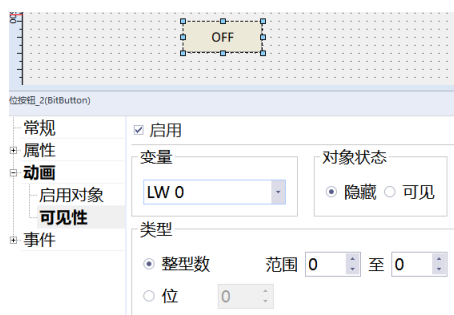 OFF
位按钮_2(BitButton)
常规
属性
动画
启用对象
可见性
事件
启用
变量
LW 0
对象状态
隐藏 可见
类型
整型数 范围 0 至 0
位 0